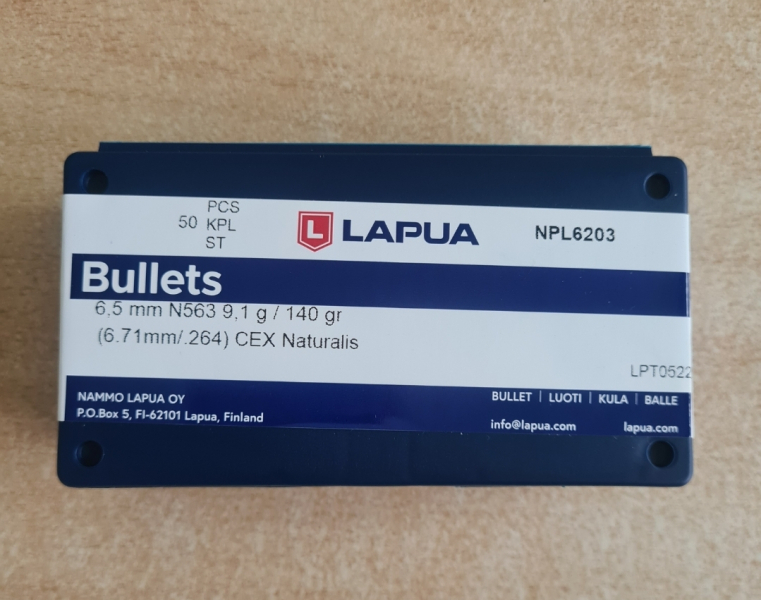 PCS
50 KPL
ST
L LAPUA
NPL6203
Bullets
6,5 mm N563 9,1 g / 140 gr
(6.71mm/.264) CEX Naturalis
LPT0522
NAMMO LAPUA OY
P.O.Box 5, FI-62101 Lapua, Finland
BULLET | LUOTI | KULA | BALLE
info@lapua.com
lapua.com